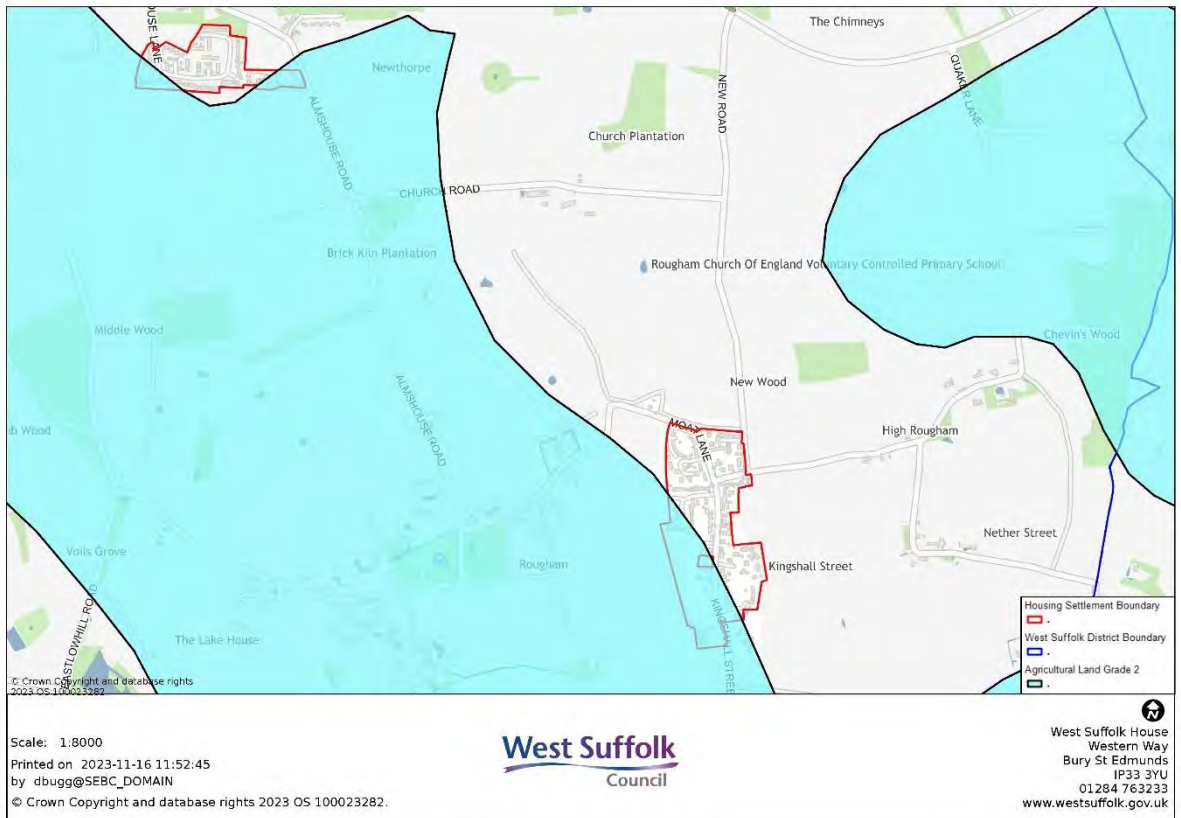 OUSE LANE
The Chimneys
Newthorpe
QUAKER LANE
NEW ROAD
ALMSHOUSE ROAD
Church Plantation
CHURCH ROAD
Brick Kiln Plantation
Rougham Church Of England Voluntary Controlled Primary School
Middle Wood
Chevin's Wood
New Wood
ALMSHOUSE ROAD
b Wood
MOAT LANE
High Rougham
Nether Street
Voils Grove
Rougham
Kingshall Street
KINGSHALL STREE
EASTLOWHILL ROAD
The Lake House
Housing Settlement Boundary
.
West Suffolk District Boundary
.
Agricultural Land Grade 2
.
© Crown Copyright and database rights
2023 OS 100023282
N
Scale: 1:8000
Printed on 2023-11-16 11:52:45
by dbugg@SEBC_DOMAIN
© Crown Copyright and database rights 2023 OS 100023282.
West Suffolk
Council
West Suffolk House
Western Way
Bury St Edmunds
IP33 3YU
01284 763233
www.westsuffolk.gov.uk